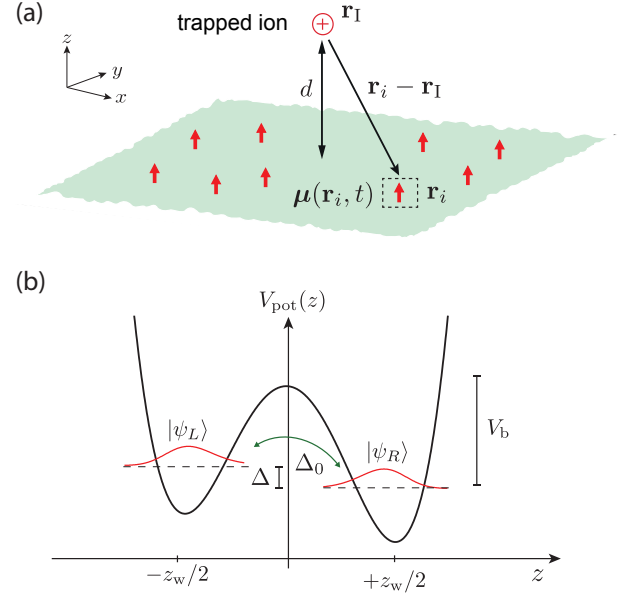 (a)
trapped ion
+
r_I
z
y
x
d
r_i − r_I
μ(r_i, t)
r_i
(b)
V_pot(z)
|ψ_L⟩
|ψ_R⟩
Δ_0
Δ
V_b
−z_w/2
+z_w/2
z